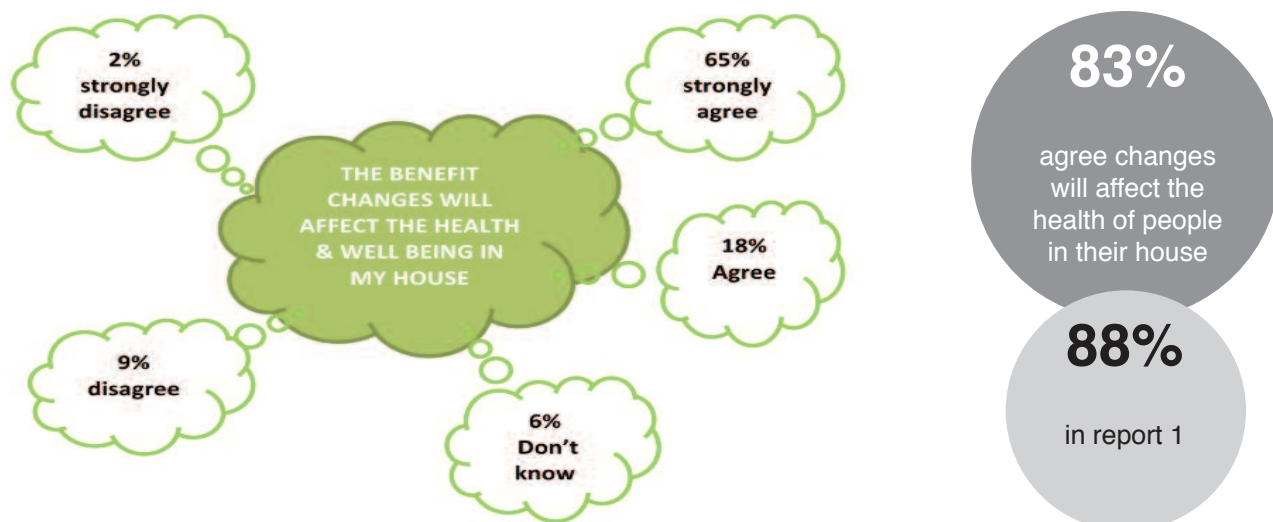 2%
strongly
disagree
65%
strongly
agree
THE BENEFIT
CHANGES WILL
AFFECT THE HEALTH
& WELL BEING IN
MY HOUSE
18%
Agree
9%
disagree
6%
Don't
know
83%
agree changes
will affect the
health of people
in their house
88%
in report 1